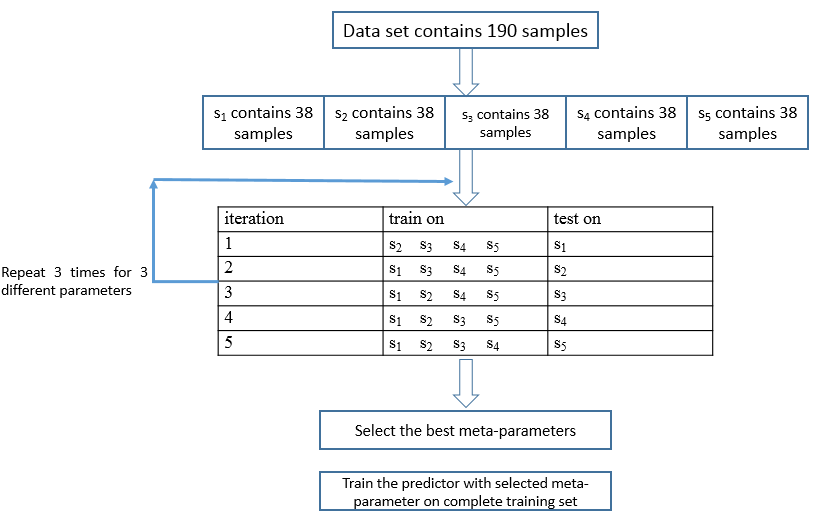 Data set contains 190 samples
s₁ contains 38
samples
s₂ contains 38
samples
s₃ contains 38
samples
s₄ contains 38
samples
s₅ contains 38
samples
Repeat 3 times for 3
different parameters
iteration train on test on
1 s₂ s₃ s₄ s₅ s₁
2 s₁ s₃ s₄ s₅ s₂
3 s₁ s₂ s₄ s₅ s₃
4 s₁ s₂ s₃ s₅ s₄
5 s₁ s₂ s₃ s₄ s₅
Select the best meta-parameters
Train the predictor with selected meta-
parameter on complete training set